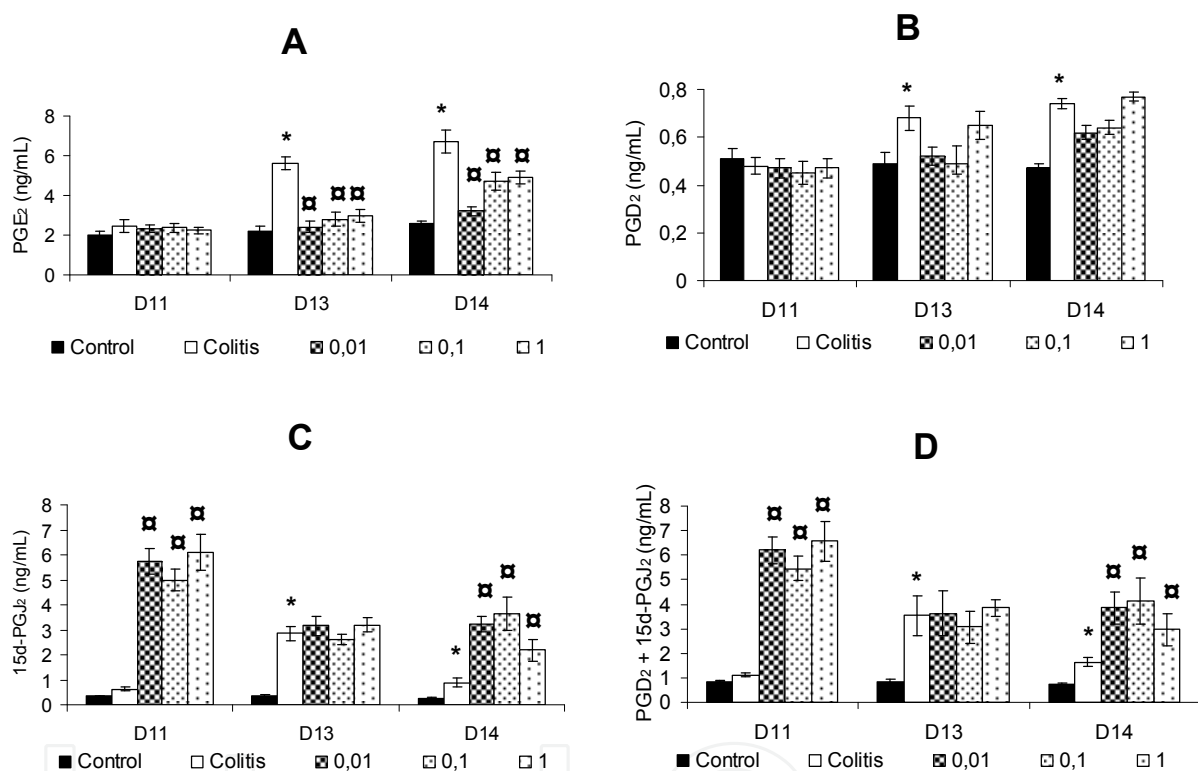 A
PGE₂ (ng/mL)
8
6
4
2
0
*
¤
¤ ¤
*
¤
¤ ¤
D11 D13 D14
Control Colitis 0,01 0,1 1
B
PGD₂ (ng/mL)
0,8
0,6
0,4
0,2
0
*
*
D11 D13 D14
Control Colitis 0,01 0,1 1
C
15d-PGJ₂ (ng/mL)
8
7
6
5
4
3
2
1
0
¤ ¤ ¤
*
*
¤ ¤ ¤
D11 D13 D14
Control Colitis 0,01 0,1 1
D
PGD₂ + 15d-PGJ₂ (ng/mL)
8
7
6
5
4
3
2
1
0
¤ ¤ ¤
*
*
¤ ¤ ¤
D11 D13 D14
Control Colitis 0,01 0,1 1